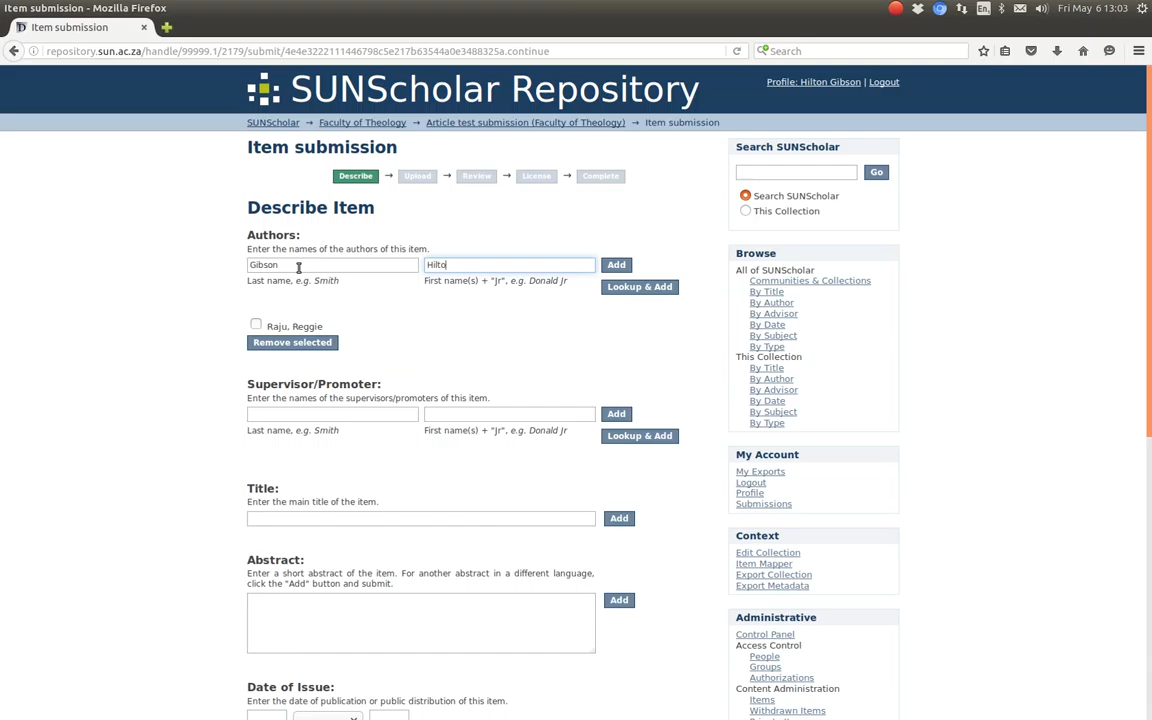 Item submission - Mozilla Firefox
En
Fri May 6 13:03
Item submission
repository.sun.ac.za/handle/99999.1/2179/submit/4e4e3222111446798c5e217b63544a0e3488325a.continue
Search
SUNScholar Repository
Profile: Hilton Gibson | Logout
SUNScholar → Faculty of Theology → Article test submission (Faculty of Theology) → Item submission
Item submission
Describe → Upload → Review → License → Complete
Describe Item
Authors:
Enter the names of the authors of this item.
Gibson Hilto Add
Last name, e.g. Smith First name(s) + "Jr", e.g. Donald Jr
Lookup & Add
Raju, Reggie
Remove selected
Supervisor/Promoter:
Enter the names of the supervisors/promoters of this item.
Add
Last name, e.g. Smith First name(s) + "Jr", e.g. Donald Jr
Lookup & Add
Title:
Enter the main title of the item.
Add
Abstract:
Enter a short abstract of the item. For another abstract in a different language,
click the "Add" button and submit.
Add
Date of Issue:
Enter the date of publication or public distribution of this item.
Search SUNScholar
Go
Search SUNScholar
This Collection
Browse
All of SUNScholar
Communities & Collections
By Title
By Author
By Advisor
By Date
By Subject
By Type
This Collection
By Title
By Author
By Advisor
By Date
By Subject
By Type
My Account
My Exports
Logout
Profile
Submissions
Context
Edit Collection
Item Mapper
Export Collection
Export Metadata
Administrative
Control Panel
Access Control
People
Groups
Authorizations
Content Administration
Items
Withdrawn Items